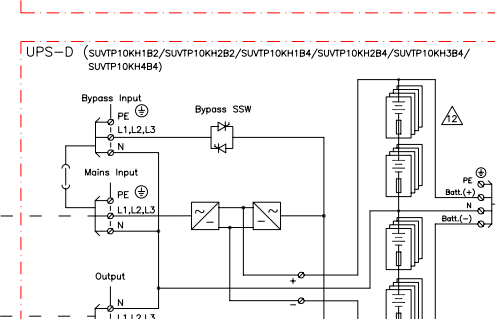 UPS-D (SUVTP10KH1B2/SUVTP10KH2B2/SUVTP10KH1B4/SUVTP10KH2B4/SUVTP10KH3B4/
SUVTP10KH4B4)
Bypass Input
PE
L1,L2,L3
N
Bypass SSW
12
Mains Input
PE
L1,L2,L3
N
PE
Batt.(+)
N
Batt.(-)
Output
N
L1,L2,L3
+
-